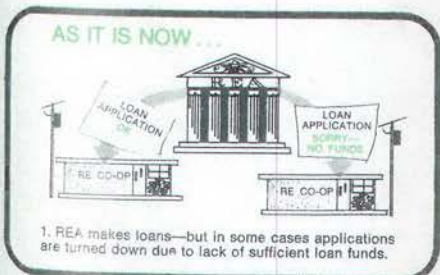 AS IT IS NOW...
REA
LOAN
APPLICATION
OK
LOAN
APPLICATION
SORRY—
NO FUNDS
RE CO-OP
RE CO-OP
1. REA makes loans—but in some cases applications
are turned down due to lack of sufficient loan funds.